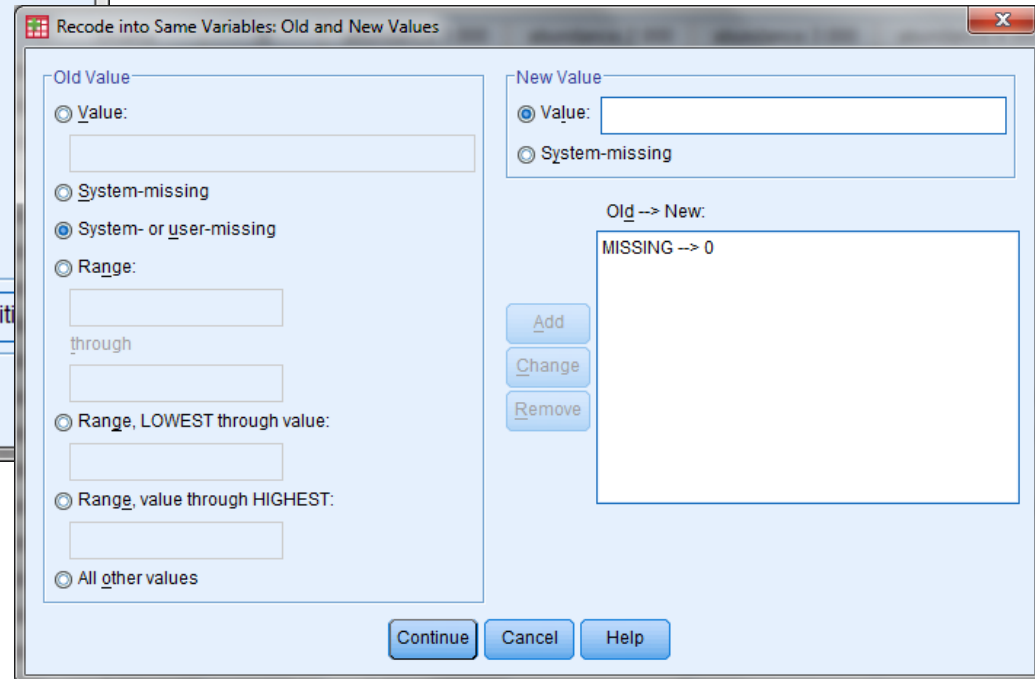 Recode into Same Variables: Old and New Values
Old Value
Value:
System-missing
System- or user-missing
Range:
through
Range, LOWEST through value:
Range, value through HIGHEST:
All other values
New Value
Value:
System-missing
Old --> New:
MISSING --> 0
Add
Change
Remove
Continue
Cancel
Help
iti